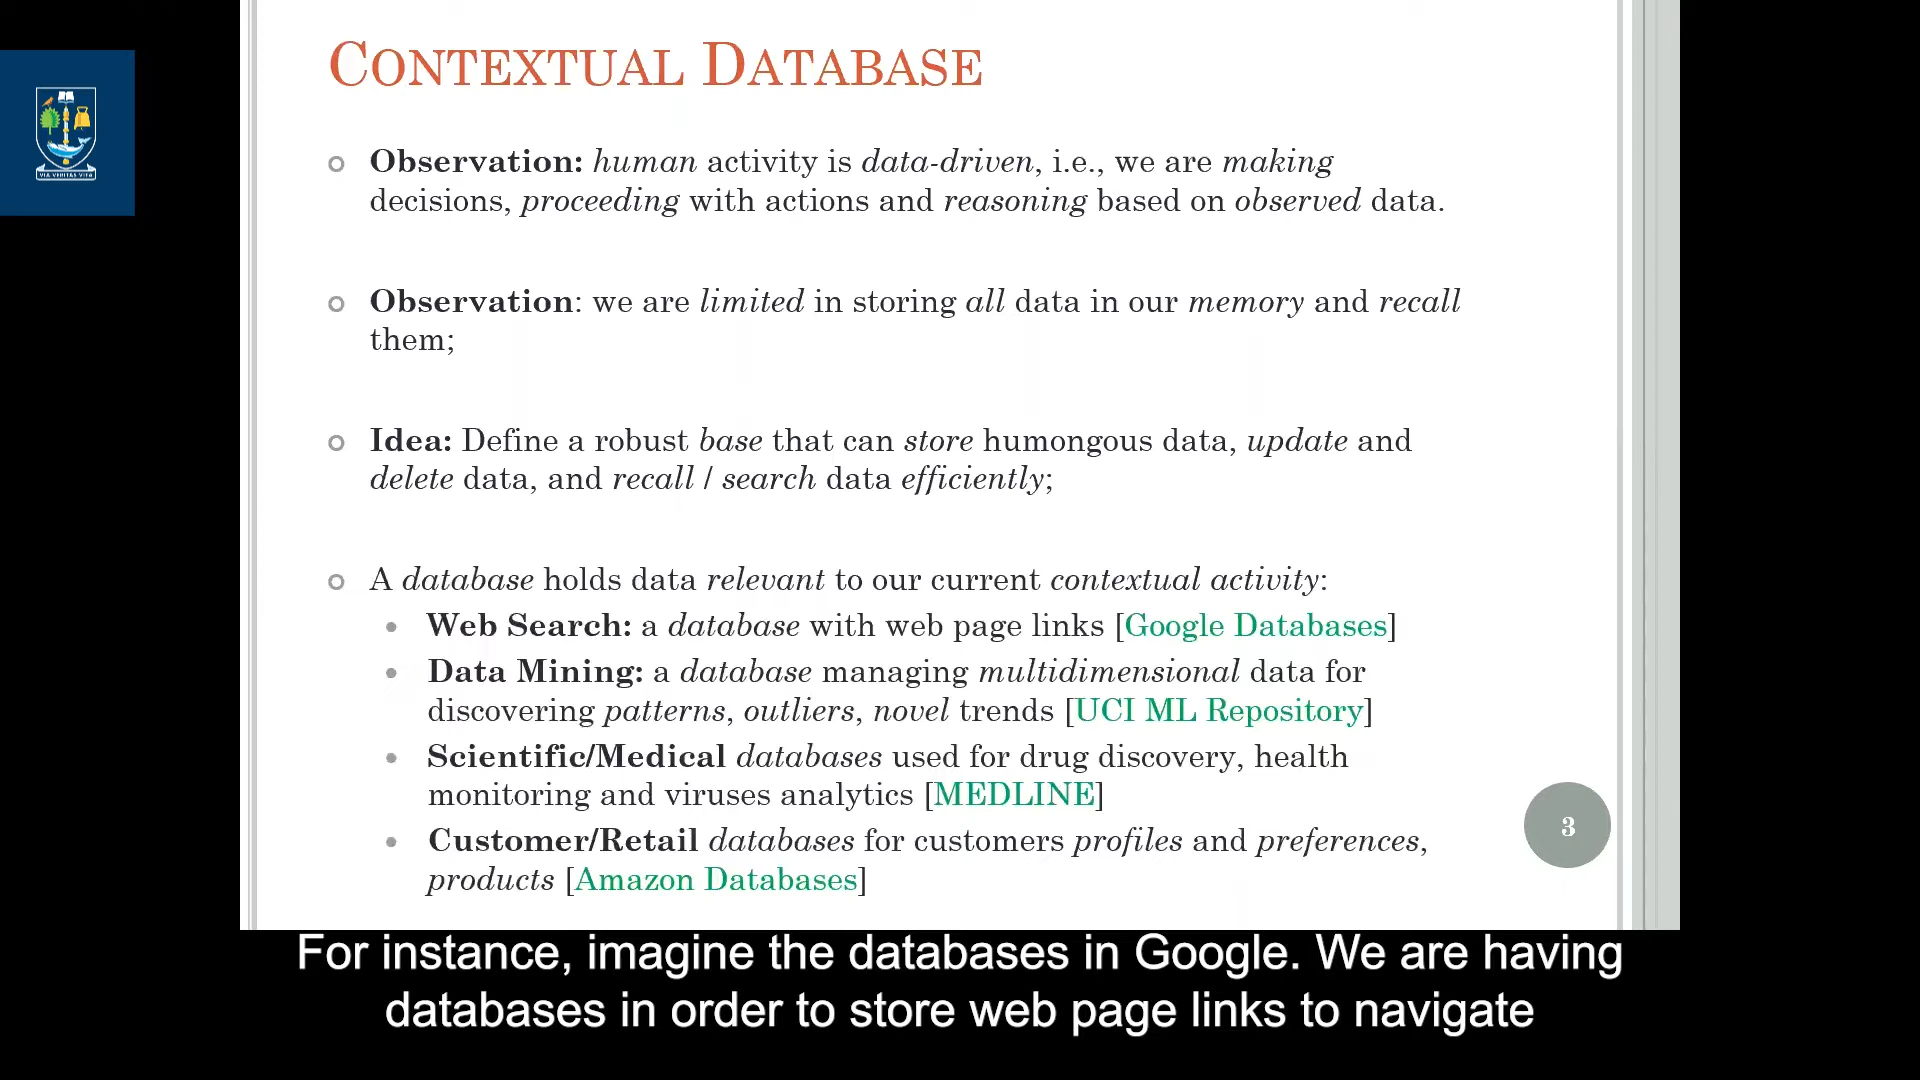 VIA VERITAS VITA
CONTEXTUAL DATABASE
Observation: human activity is data-driven, i.e., we are making
decisions, proceeding with actions and reasoning based on observed data.
Observation: we are limited in storing all data in our memory and recall
them;
Idea: Define a robust base that can store humongous data, update and
delete data, and recall / search data efficiently;
A database holds data relevant to our current contextual activity:
Web Search: a database with web page links [Google Databases]
Data Mining: a database managing multidimensional data for
discovering patterns, outliers, novel trends [UCI ML Repository]
Scientific/Medical databases used for drug discovery, health
monitoring and viruses analytics [MEDLINE]
Customer/Retail databases for customers profiles and preferences,
products [Amazon Databases]
3
For instance, imagine the databases in Google. We are having
databases in order to store web page links to navigate